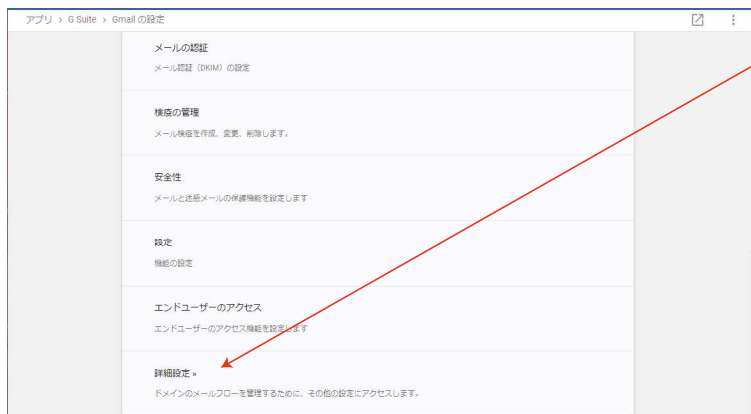 アプリ > G Suite > Gmail の設定
メールの認証
メール認証（DKIM）の設定
検疫の管理
メール検疫を作成、変更、削除します。
安全性
メールと迷惑メールの保護機能を設定します
設定
機能の設定
エンドユーザーのアクセス
エンドユーザーのアクセス機能を設定します
詳細設定 »
ドメインのメールフローを管理するために、その他の設定にアクセスします。